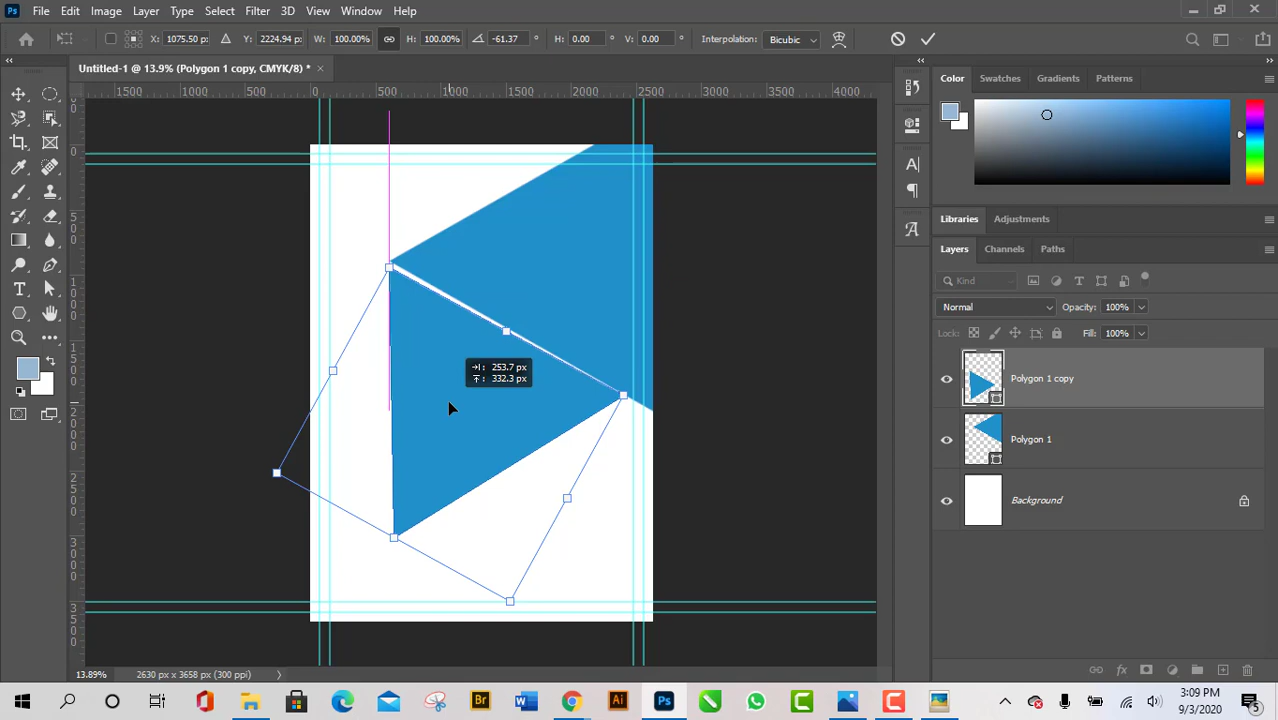 Ps File Edit Image Layer Type Select Filter 3D View Window Help
X: 1075.50 p: Y: 2224.94 p: W: 100.00% H: 100.00% -61.37 ° H: 0.00 ° V: 0.00 ° Interpolation: Bicubic
Untitled-1 @ 13.9% (Polygon 1 copy, CMYK/8) * ×
1500 1000 500 0 500 1000 1500 2000 2500 3000 3500 4000
0
500
1000
1500
2000
2500
3000
3500
253.7 px
332.3 px
Color Swatches Gradients Patterns
Libraries Adjustments
Layers Channels Paths
Kind
Normal Opacity: 100%
Lock: Fill: 100%
Polygon 1 copy
Polygon 1
Background
13.89% 2630 px x 3658 px (300 ppi)
Br W Ai Ps C C
3:09 PM
9/3/2020
5